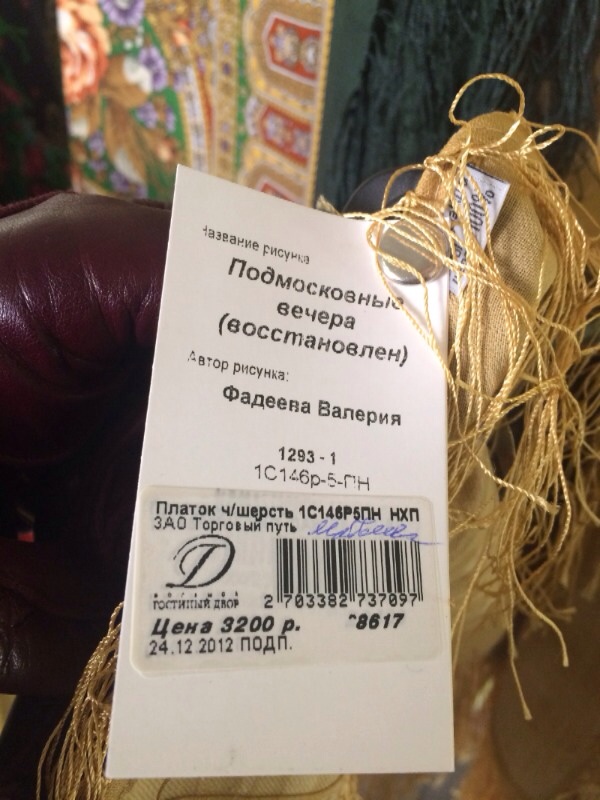 Название рисунка
Подмосковные
вечера
(восстановлен)
Автор рисунка:
Фадеева Валерия
1293 - 1
1С146р-5-ПН
Платок ч/шерсть 1С146Р5ПН НХП
ЗАО Торговый путь
ГОСТИНЫЙ ДВОР
2 703382 737097
Цена 3200 р. ^8617
24.12.2012 ПОДП.